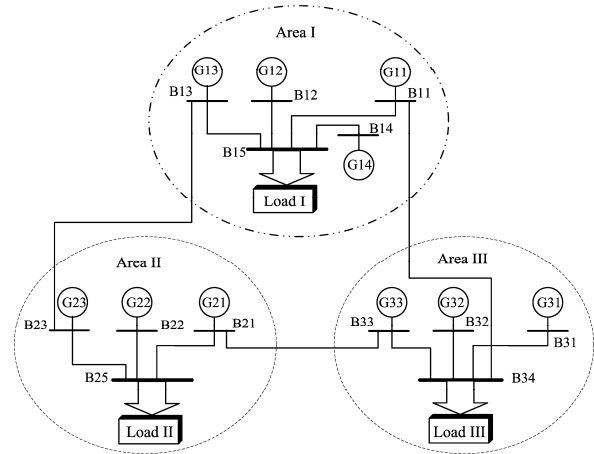 Area I
G13
G12
G11
B13
B12
B11
B14
B15
G14
Load I
Area II
Area III
G23
G22
G21
G33
G32
G31
B23
B22
B21
B33
B32
B31
B25
B34
Load II
Load III